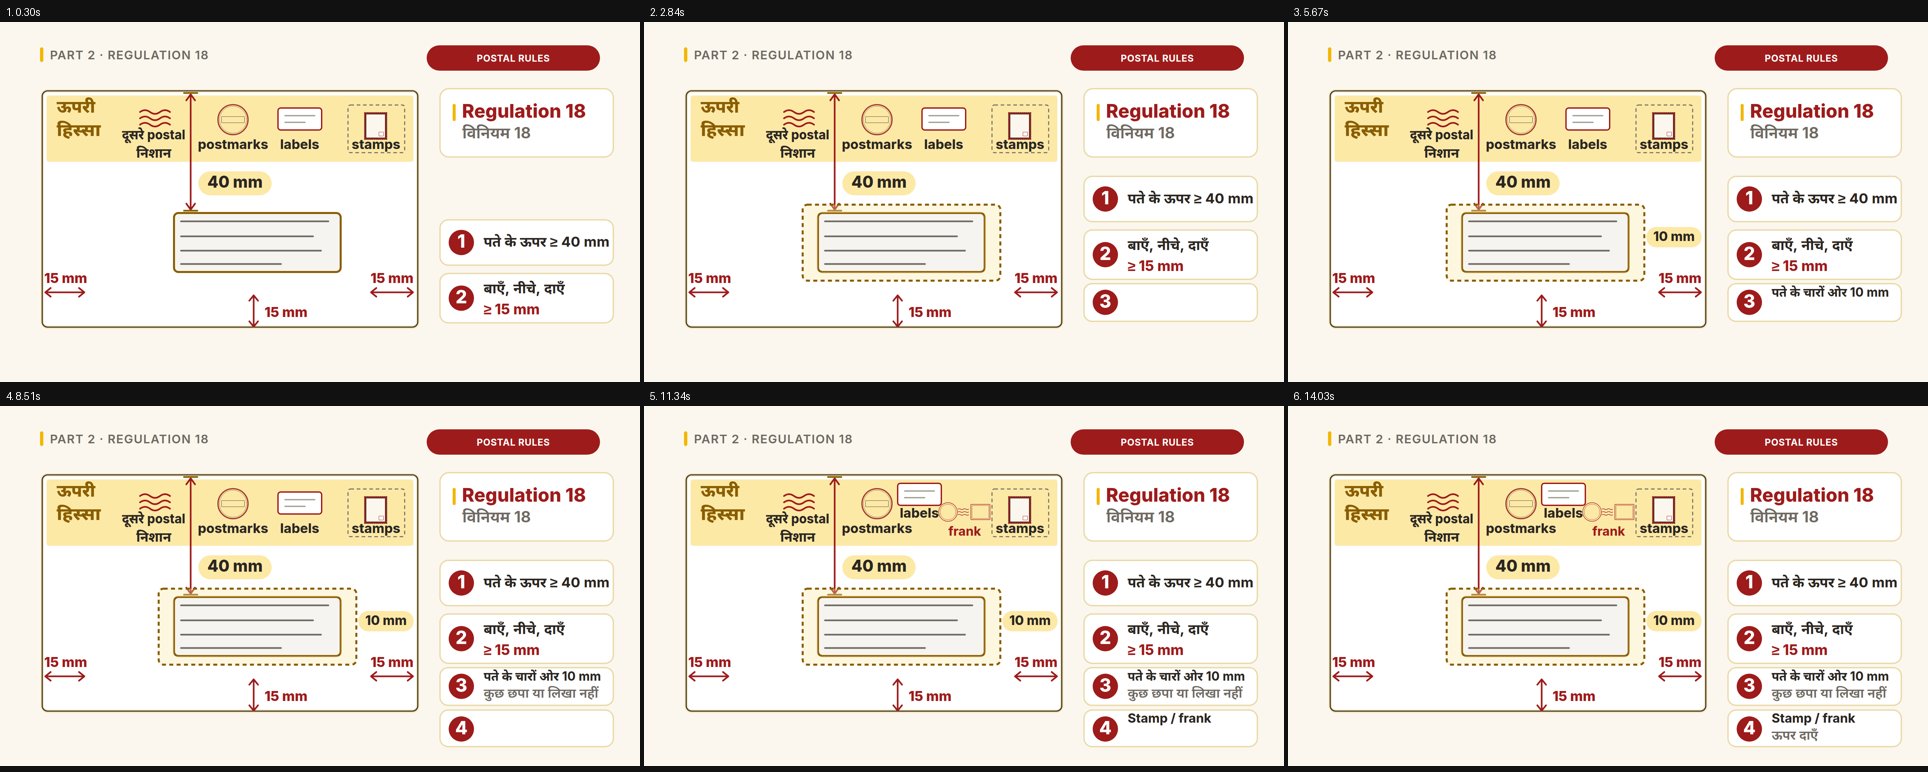 1. 0.30s
PART 2 · REGULATION 18
POSTAL RULES
ऊपरी
हिस्सा
दूसरे postal
निशान
postmarks
labels
stamps
40 mm
15 mm
15 mm
15 mm
Regulation 18
विनियम 18
1 पते के ऊपर ≥ 40 mm
2 बाएँ, नीचे, दाएँ
≥ 15 mm
2. 2.84s
PART 2 · REGULATION 18
POSTAL RULES
ऊपरी
हिस्सा
दूसरे postal
निशान
postmarks
labels
stamps
40 mm
15 mm
15 mm
15 mm
Regulation 18
विनियम 18
1 पते के ऊपर ≥ 40 mm
2 बाएँ, नीचे, दाएँ
≥ 15 mm
3
3. 5.67s
PART 2 · REGULATION 18
POSTAL RULES
ऊपरी
हिस्सा
दूसरे postal
निशान
postmarks
labels
stamps
40 mm
10 mm
15 mm
15 mm
15 mm
Regulation 18
विनियम 18
1 पते के ऊपर ≥ 40 mm
2 बाएँ, नीचे, दाएँ
≥ 15 mm
3 पते के चारों ओर 10 mm
4. 8.51s
PART 2 · REGULATION 18
POSTAL RULES
ऊपरी
हिस्सा
दूसरे postal
निशान
postmarks
labels
stamps
40 mm
10 mm
15 mm
15 mm
15 mm
Regulation 18
विनियम 18
1 पते के ऊपर ≥ 40 mm
2 बाएँ, नीचे, दाएँ
≥ 15 mm
3 पते के चारों ओर 10 mm
कुछ छपा या लिखा नहीं
4
5. 11.34s
PART 2 · REGULATION 18
POSTAL RULES
ऊपरी
हिस्सा
दूसरे postal
निशान
postmarks
labels
frank
stamps
40 mm
10 mm
15 mm
15 mm
15 mm
Regulation 18
विनियम 18
1 पते के ऊपर ≥ 40 mm
2 बाएँ, नीचे, दाएँ
≥ 15 mm
3 पते के चारों ओर 10 mm
कुछ छपा या लिखा नहीं
4 Stamp / frank
6. 14.03s
PART 2 · REGULATION 18
POSTAL RULES
ऊपरी
हिस्सा
दूसरे postal
निशान
postmarks
labels
frank
stamps
40 mm
10 mm
15 mm
15 mm
15 mm
Regulation 18
विनियम 18
1 पते के ऊपर ≥ 40 mm
2 बाएँ, नीचे, दाएँ
≥ 15 mm
3 पते के चारों ओर 10 mm
कुछ छपा या लिखा नहीं
4 Stamp / frank
ऊपर दाएँ